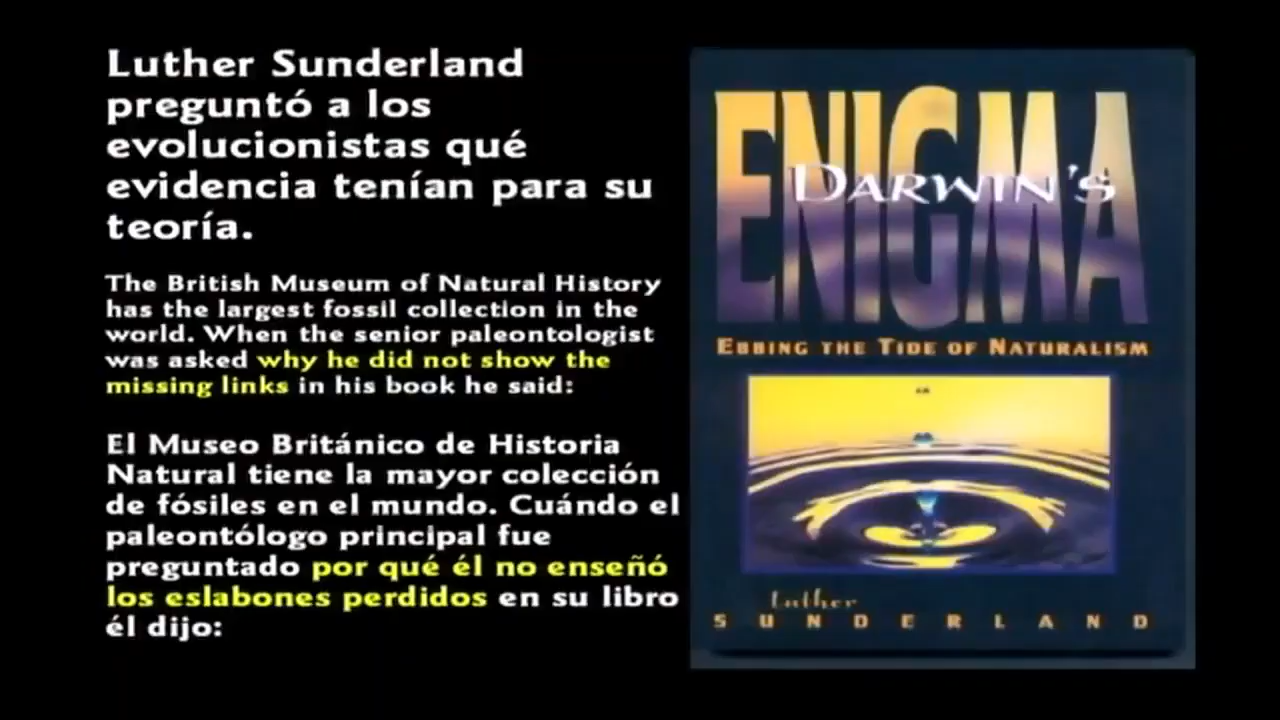 Luther Sunderland
preguntó a los
evolucionistas qué
evidencia tenían para su
teoría.
The British Museum of Natural History
has the largest fossil collection in the
world. When the senior paleontologist
was asked why he did not show the
missing links in his book he said:
El Museo Británico de Historia
Natural tiene la mayor colección
de fósiles en el mundo. Cuándo el
paleontólogo principal fue
preguntado por qué él no enseñó
los eslabones perdidos en su libro
él dijo:
ENIGMA
DARWIN'S
EBBING THE TIDE OF NATURALISM
Luther
SUNDERLAND